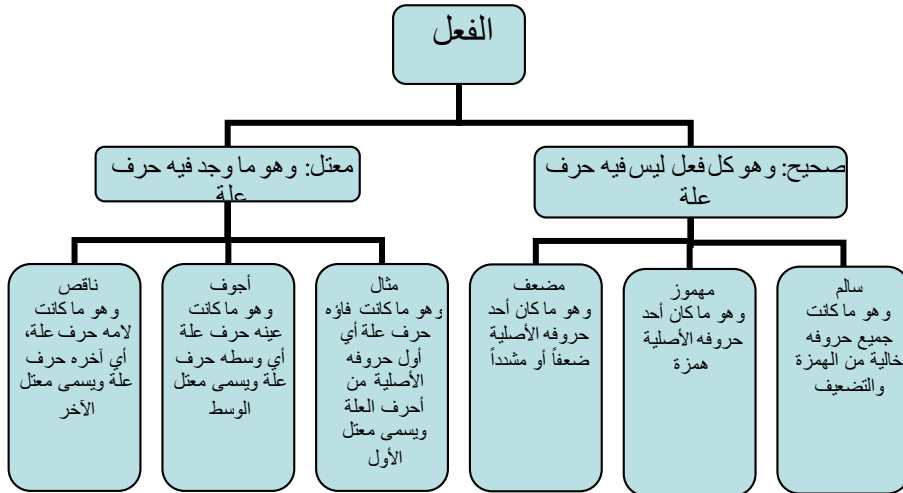 الفعل
صحيح: وهو كل فعل ليس فيه حرف
علة
معتل: وهو ما وجد فيه حرف
علة
سالم
وهو ما كانت
جميع حروفه
خالية من الهمزة
والتضعيف
مهموز
وهو ما كان أحد
حروفه الأصلية
همزة
مضعف
وهو ما كان أحد
حروفه الأصلية
ضعفاً أو مشدداً
مثال
وهو ما كانت فاؤه
حرف علة أي
أول حروفه
الأصلية من
أحرف العلة
ويسمى معتل
الأول
أجوف
وهو ما كانت
عينه حرف علة
أي وسطه حرف
علة ويسمى معتل
الوسط
ناقص
وهو ما كانت
لامه حرف علة،
أي آخره حرف
علة ويسمى معتل
الآخر